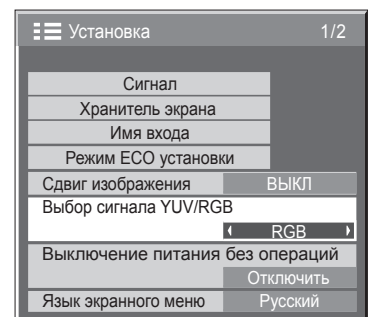 Установка 1/2
Сигнал
Хранитель экрана
Имя входа
Режим ECO установки
Сдвиг изображения ВЫКЛ
Выбор сигнала YUV/RGB
RGB
Выключение питания без операций
Отключить
Язык экранного меню Русский